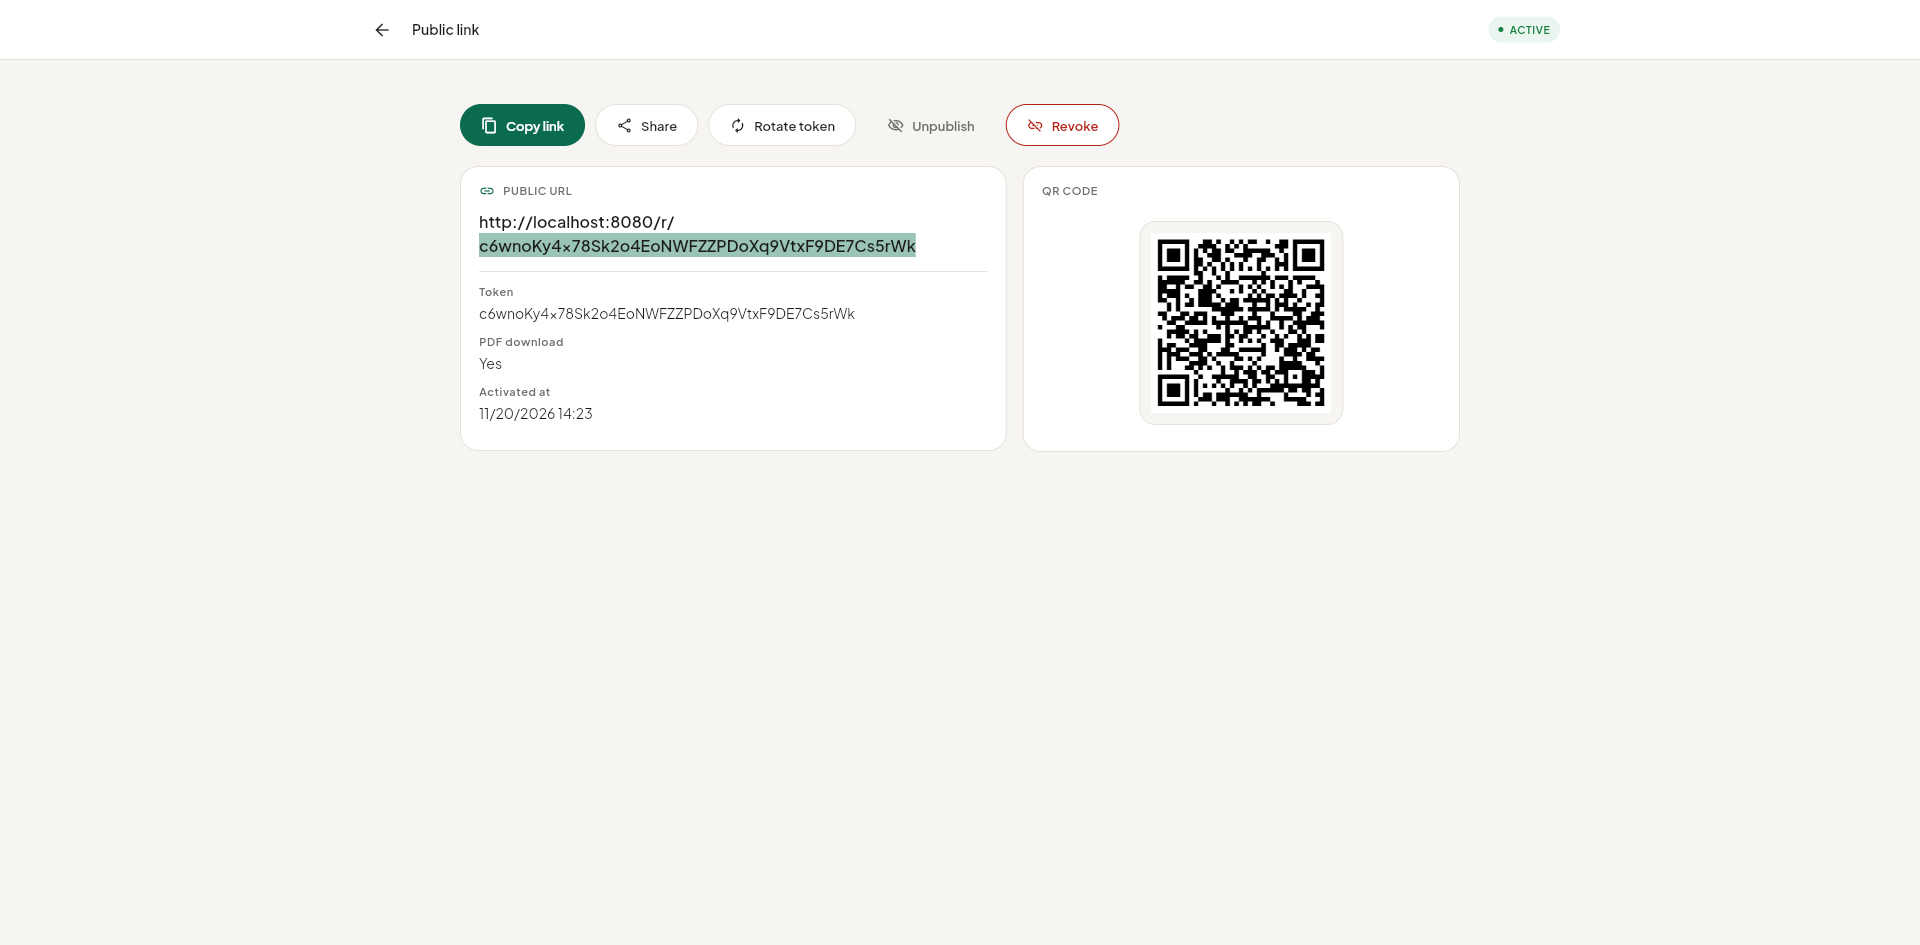 Public link
ACTIVE
Copy link
Share
Rotate token
Unpublish
Revoke
PUBLIC URL
http://localhost:8080/r/
c6wnoKy4x78Sk2o4EoNWFZZPDoXq9VtxF9DE7Cs5rWk
Token
c6wnoKy4x78Sk2o4EoNWFZZPDoXq9VtxF9DE7Cs5rWk
PDF download
Yes
Activated at
11/20/2026 14:23
QR CODE